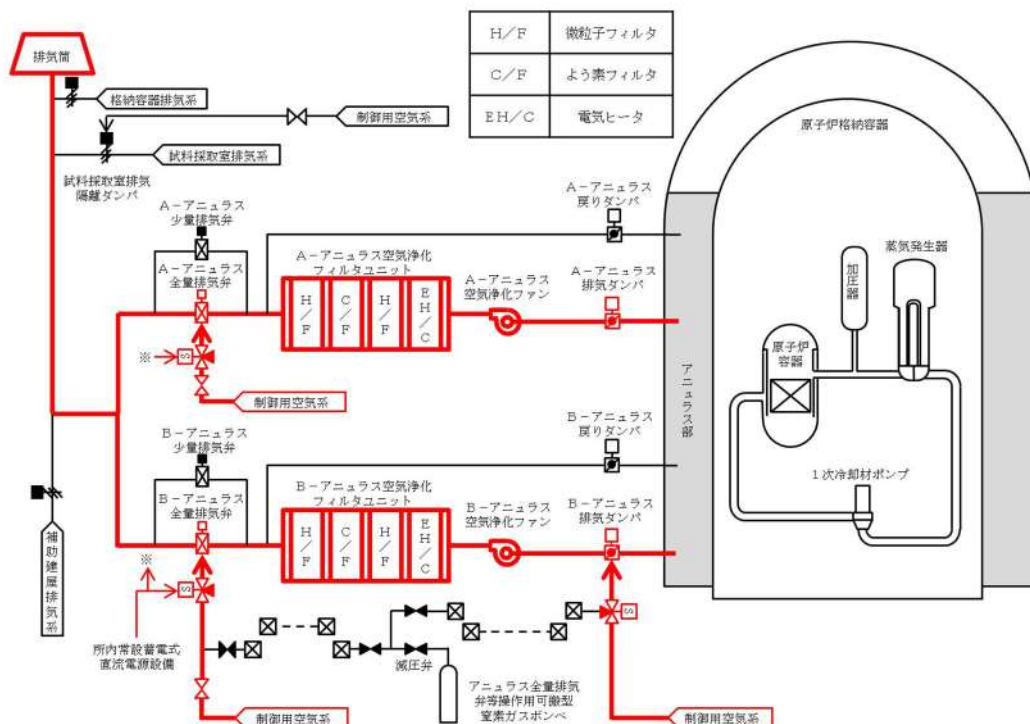 排気筒
H/F
微粒子フィルタ
C/F
よう素フィルタ
EH/C
電気ヒータ
格納容器排気系
制御用空気系
試料採取室排気系
試料採取室排気
隔離ダンパ
原子炉格納容器
A-アニュラス
少量排気弁
A-アニュラス
戻りダンパ
A-アニュラス
全量排気弁
A-アニュラス空気浄化
フィルタユニット
H/F
C/F
H/F
EH/C
A-アニュラス
空気浄化ファン
A-アニュラス
排気ダンパ
蒸気発生器
加圧器
原子炉
容器
※
S
制御用空気系
アニュラス部
1次冷却材ポンプ
B-アニュラス
少量排気弁
B-アニュラス
戻りダンパ
B-アニュラス
全量排気弁
B-アニュラス空気浄化
フィルタユニット
H/F
C/F
H/F
EH/C
B-アニュラス
空気浄化ファン
B-アニュラス
排気ダンパ
補助建屋排気系
※
S
S
所内常設蓄電式
直流電源設備
減圧弁
アニュラス全量排気
弁等操作用可搬型
窒素ガスボンベ
制御用空気系
制御用空気系